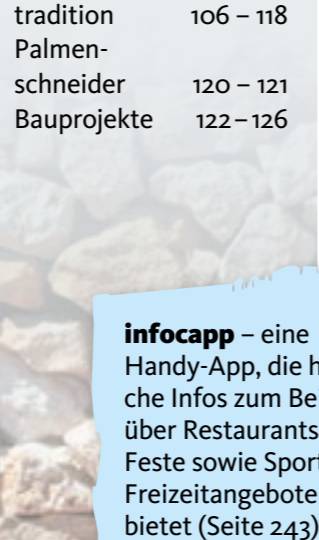 tradition 106 – 118
Palmen-
schneider 120 – 121
Bauprojekte 122 – 126
infocapp – eine
Handy-App, die h
che Infos zum Be
über Restaurants
Feste sowie Sport
Freizeitangebote
bietet (Seite 243)